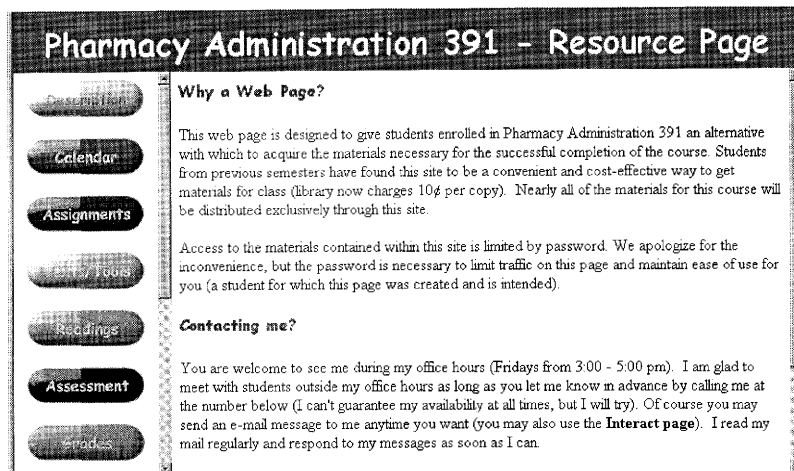 Pharmacy Administration 391 - Resource Page
Description
Calendar
Assignments
Tools
Readings
Assessment
Grades
Why a Web Page?
This web page is designed to give students enrolled in Pharmacy Administration 391 an alternative
with which to acquire the materials necessary for the successful completion of the course. Students
from previous semesters have found this site to be a convenient and cost-effective way to get
materials for class (library now charges 10¢ per copy). Nearly all of the materials for this course will
be distributed exclusively through this site.
Access to the materials contained within this site is limited by password. We apologize for the
inconvenience, but the password is necessary to limit traffic on this page and maintain ease of use for
you (a student for which this page was created and is intended).
Contacting me?
You are welcome to see me during my office hours (Fridays from 3:00 - 5:00 pm). I am glad to
meet with students outside my office hours as long as you let me know in advance by calling me at
the number below (I can't guarantee my availability at all times, but I will try). Of course you may
send an e-mail message to me anytime you want (you may also use the Interact page). I read my
mail regularly and respond to my messages as soon as I can.